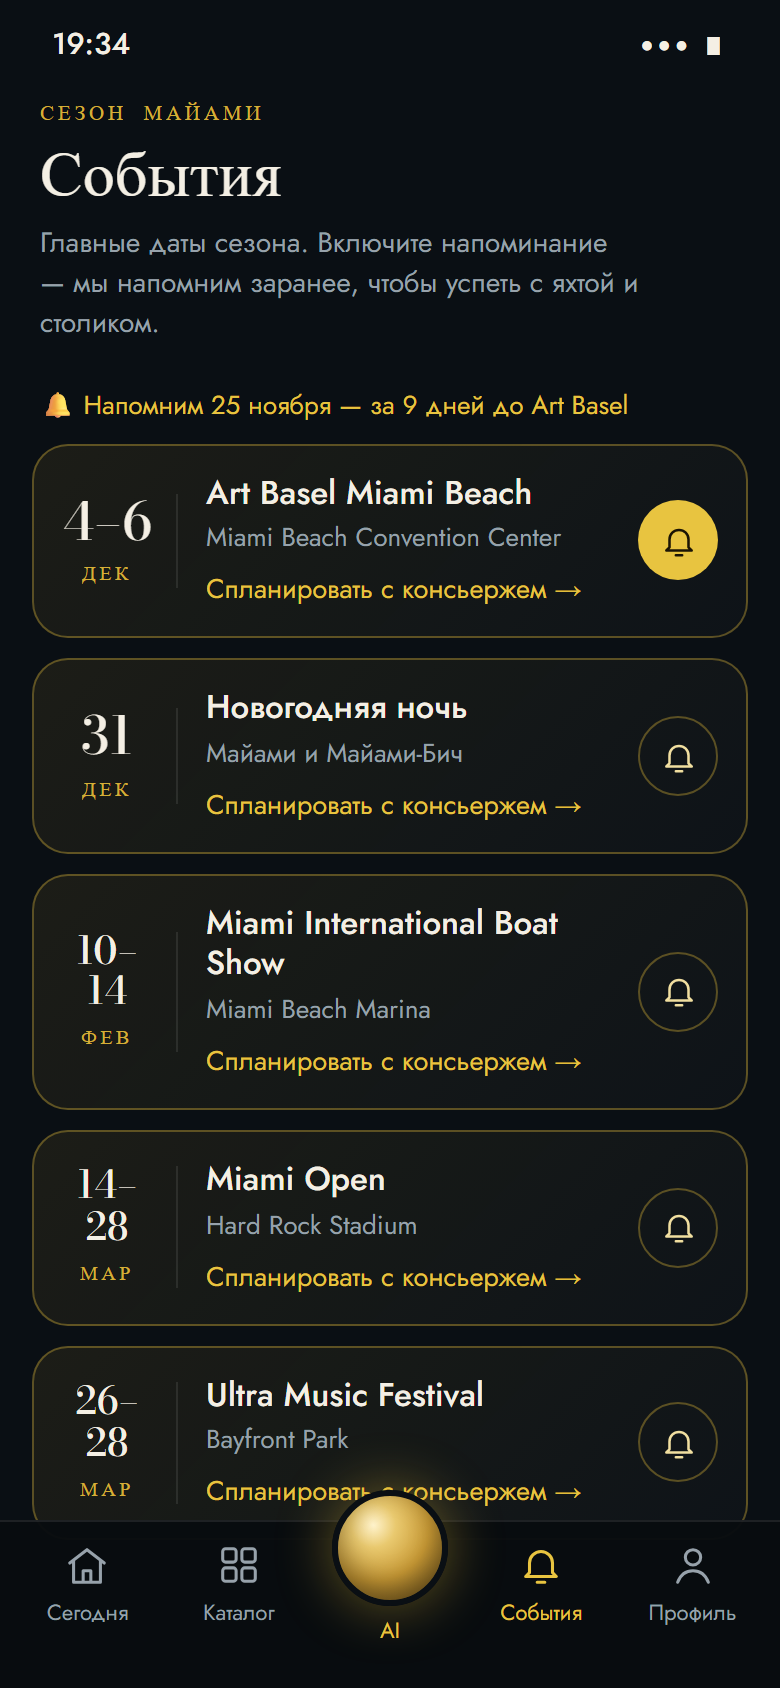 19:34
СЕЗОН МАЙАМИ
События
Главные даты сезона. Включите напоминание
— мы напомним заранее, чтобы успеть с яхтой и
столиком.
Напомним 25 ноября — за 9 дней до Art Basel
4–6
ДЕК
Art Basel Miami Beach
Miami Beach Convention Center
Спланировать с консьержем →
31
ДЕК
Новогодняя ночь
Майами и Майами-Бич
Спланировать с консьержем →
10–
14
ФЕВ
Miami International Boat
Show
Miami Beach Marina
Спланировать с консьержем →
14–
28
МАР
Miami Open
Hard Rock Stadium
Спланировать с консьержем →
26–
28
МАР
Ultra Music Festival
Bayfront Park
Спланировать с консьержем →
Сегодня
Каталог
AI
События
Профиль